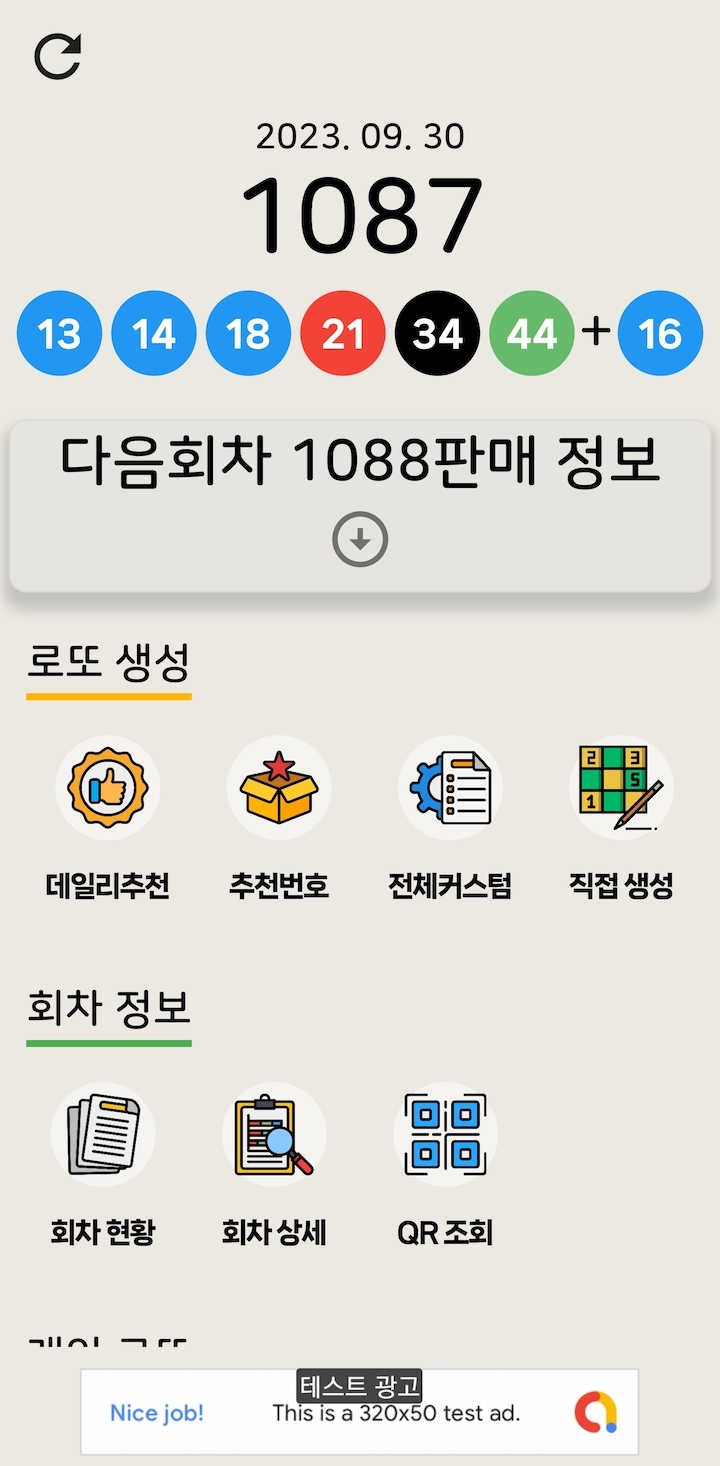 2023. 09. 30
1087
13 14 18 21 34 44 + 16
다음회차 1088판매 정보
로또 생성
2 3
5
1
데일리추천 추천번호 전체커스텀 직접 생성
회차 정보
회차 현황 회차 상세 QR 조회
테스트 광고
Nice job! This is a 320x50 test ad.